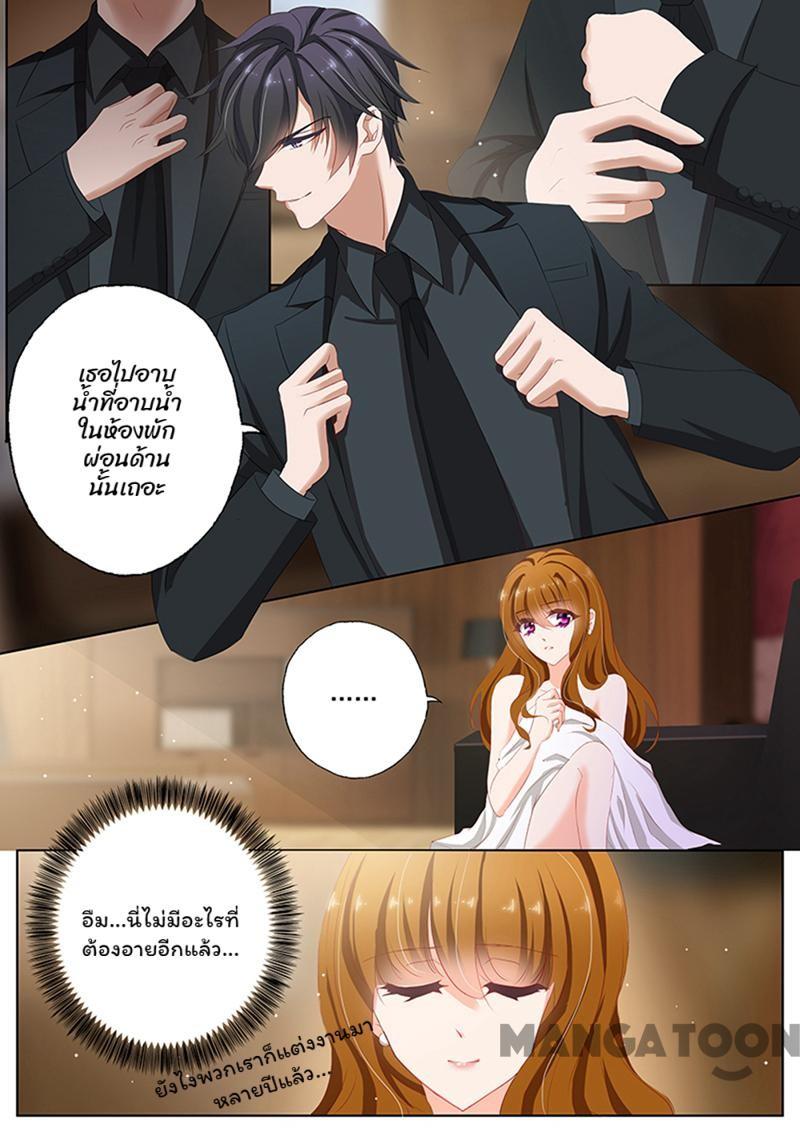 เธอไปอาบ
น้ำที่อาบน้ำ
ในห้องพัก
ผ่อนด้าน
นั้นเถอะ
......
อืม...นี่ไม่มีอะไรที่
ต้องอายอีกแล้ว...
ยังไงพวกเราก็แต่งงานมา
หลายปีแล้ว...
MANGATOON